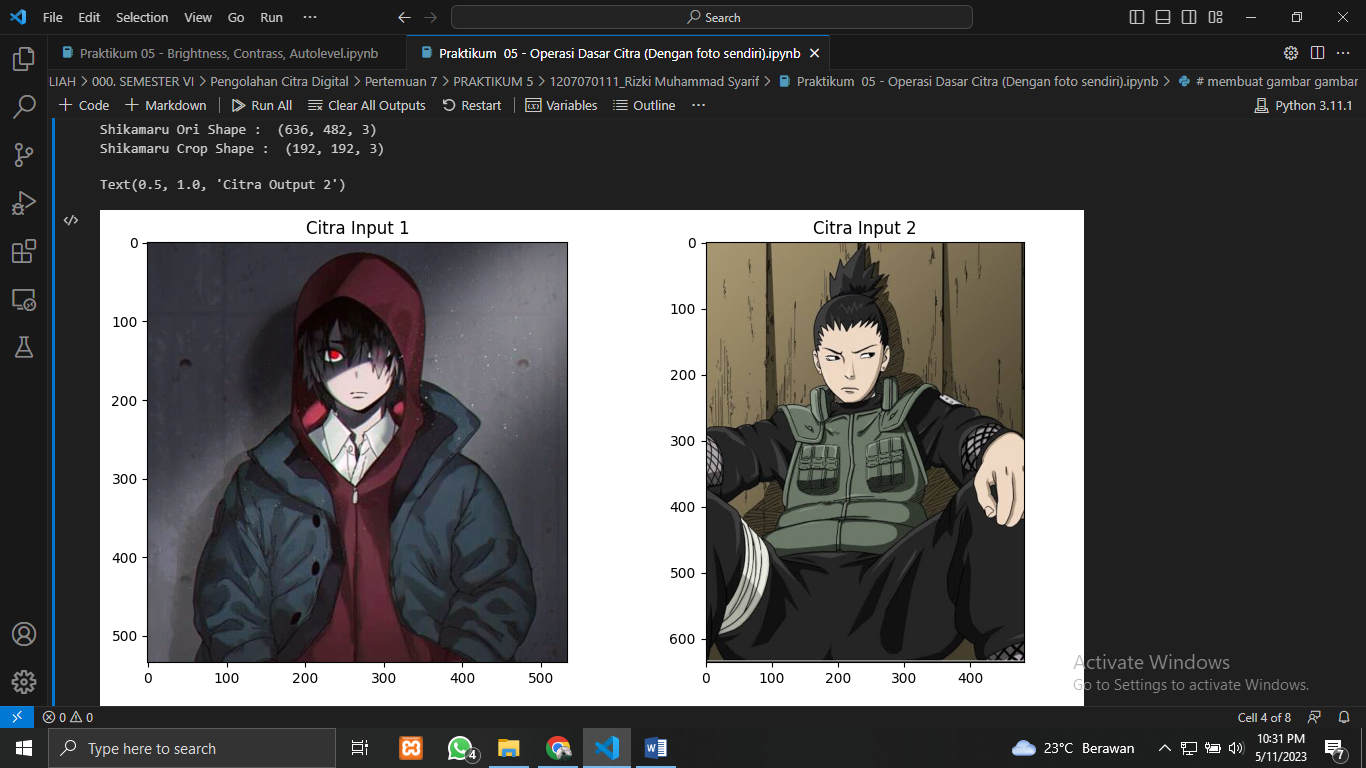 File Edit Selection View Go Run ··· Search
Praktikum 05 - Brightness, Contrass, Autolevel.ipynb Praktikum 05 - Operasi Dasar Citra (Dengan foto sendiri).ipynb
LIAH > 000. SEMESTER VI > Pengolahan Citra Digital > Pertemuan 7 > PRAKTIKUM 5 > 1207070111_Rizki Muhammad Syarif > Praktikum 05 - Operasi Dasar Citra (Dengan foto sendiri).ipynb > # membuat gambar gambar
Code Markdown Run All Clear All Outputs Restart Variables Outline ··· Python 3.11.1
Shikamaru Ori Shape : (636, 482, 3)
Shikamaru Crop Shape : (192, 192, 3)
Text(0.5, 1.0, 'Citra Output 2')
Citra Input 1
0
100
200
300
400
500
0 100 200 300 400 500
Citra Input 2
0
100
200
300
400
500
600
0 100 200 300 400
Activate Windows
Go to Settings to activate Windows.
0 0 Cell 4 of 8
Type here to search 4 23°C Berawan 10:31 PM
5/11/2023 7